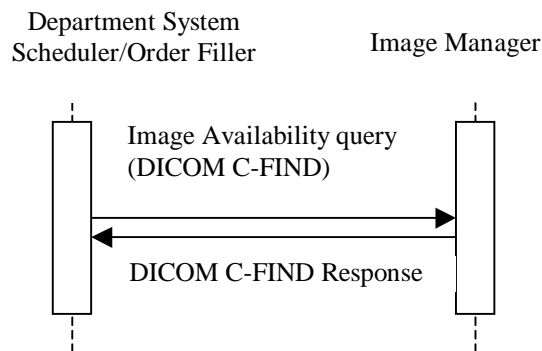 Department System
Scheduler/Order Filler
Image Manager
Image Availability query
(DICOM C-FIND)
DICOM C-FIND Response